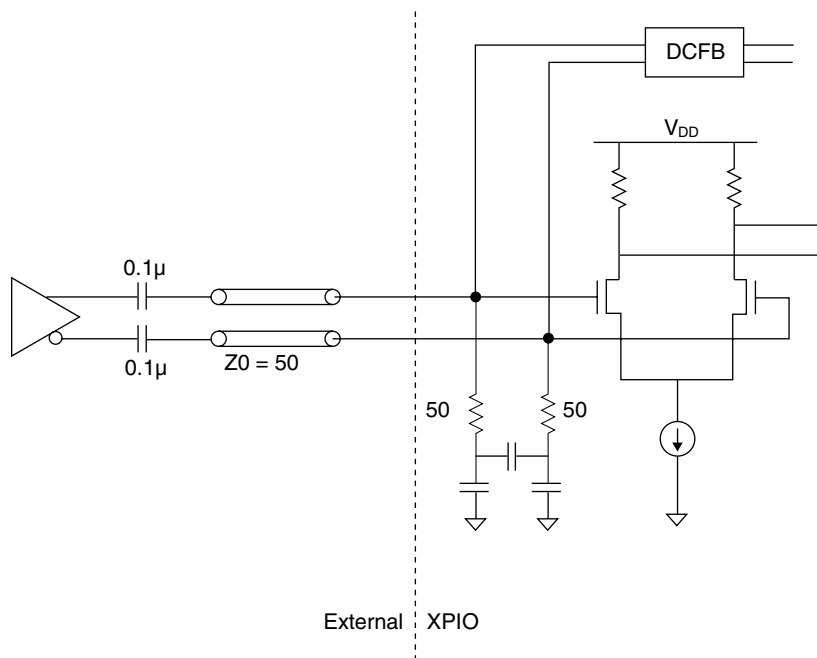 DCFB
VDD
0.1µ
0.1µ
Z0 = 50
50
50
External
XPIO